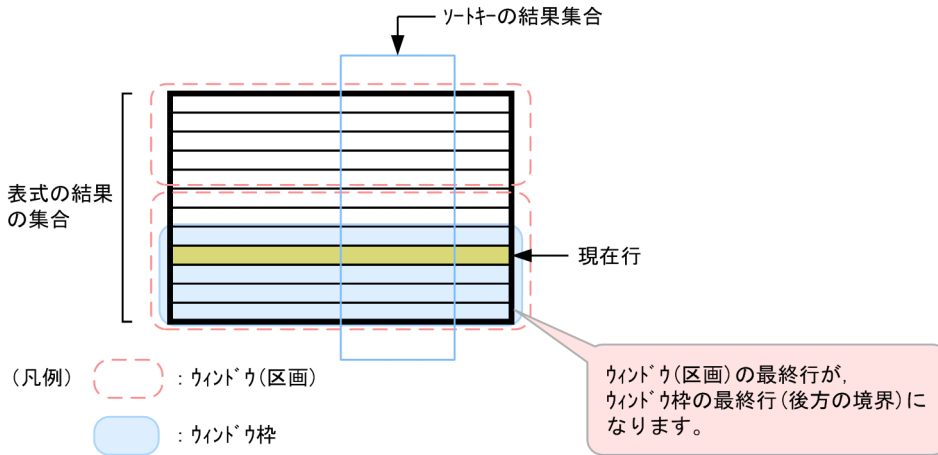 ｿｰﾄｷｰの結果集合
表式の結果
の集合
現在行
(凡例)
：ｳｨﾝﾄﾞｳ(区画)
：ｳｨﾝﾄﾞｳ枠
ｳｨﾝﾄﾞｳ(区画)の最終行が，
ｳｨﾝﾄﾞｳ枠の最終行(後方の境界)に
なります。